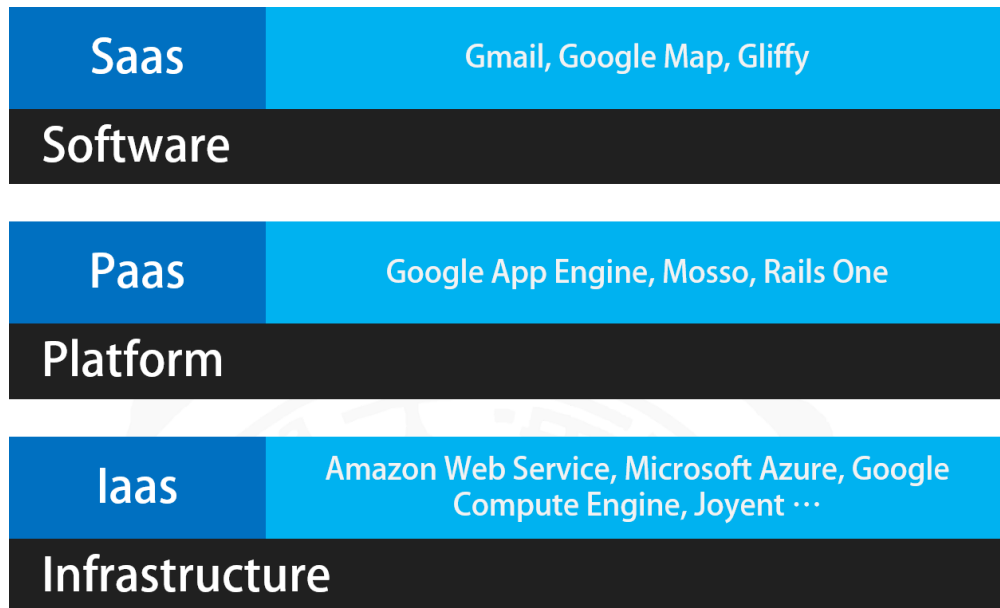 Saas
Gmail, Google Map, Gliffy
Software
Paas
Google App Engine, Mosso, Rails One
Platform
Iaas
Amazon Web Service, Microsoft Azure, Google
Compute Engine, Joyent ⋯
Infrastructure